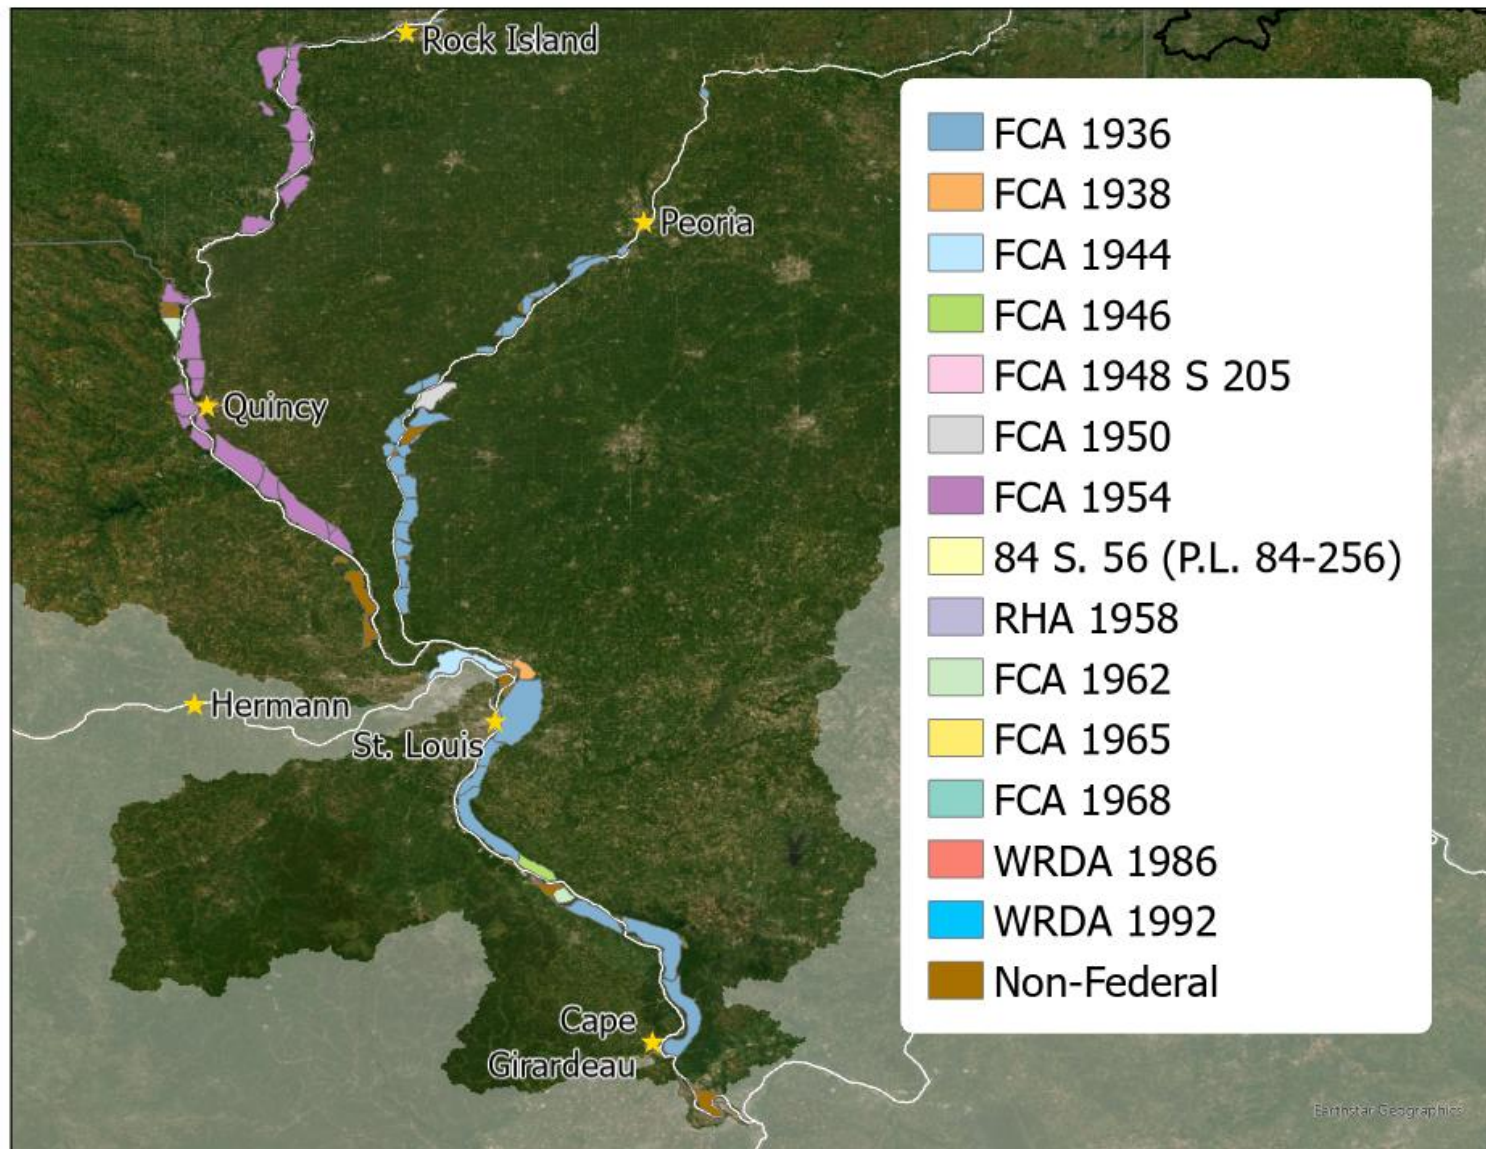 Rock Island
Peoria
Quincy
Hermann
St. Louis
Cape
Girardeau
FCA 1936
FCA 1938
FCA 1944
FCA 1946
FCA 1948 S 205
FCA 1950
FCA 1954
84 S. 56 (P.L. 84-256)
RHA 1958
FCA 1962
FCA 1965
FCA 1968
WRDA 1986
WRDA 1992
Non-Federal
Earthstar Geographics